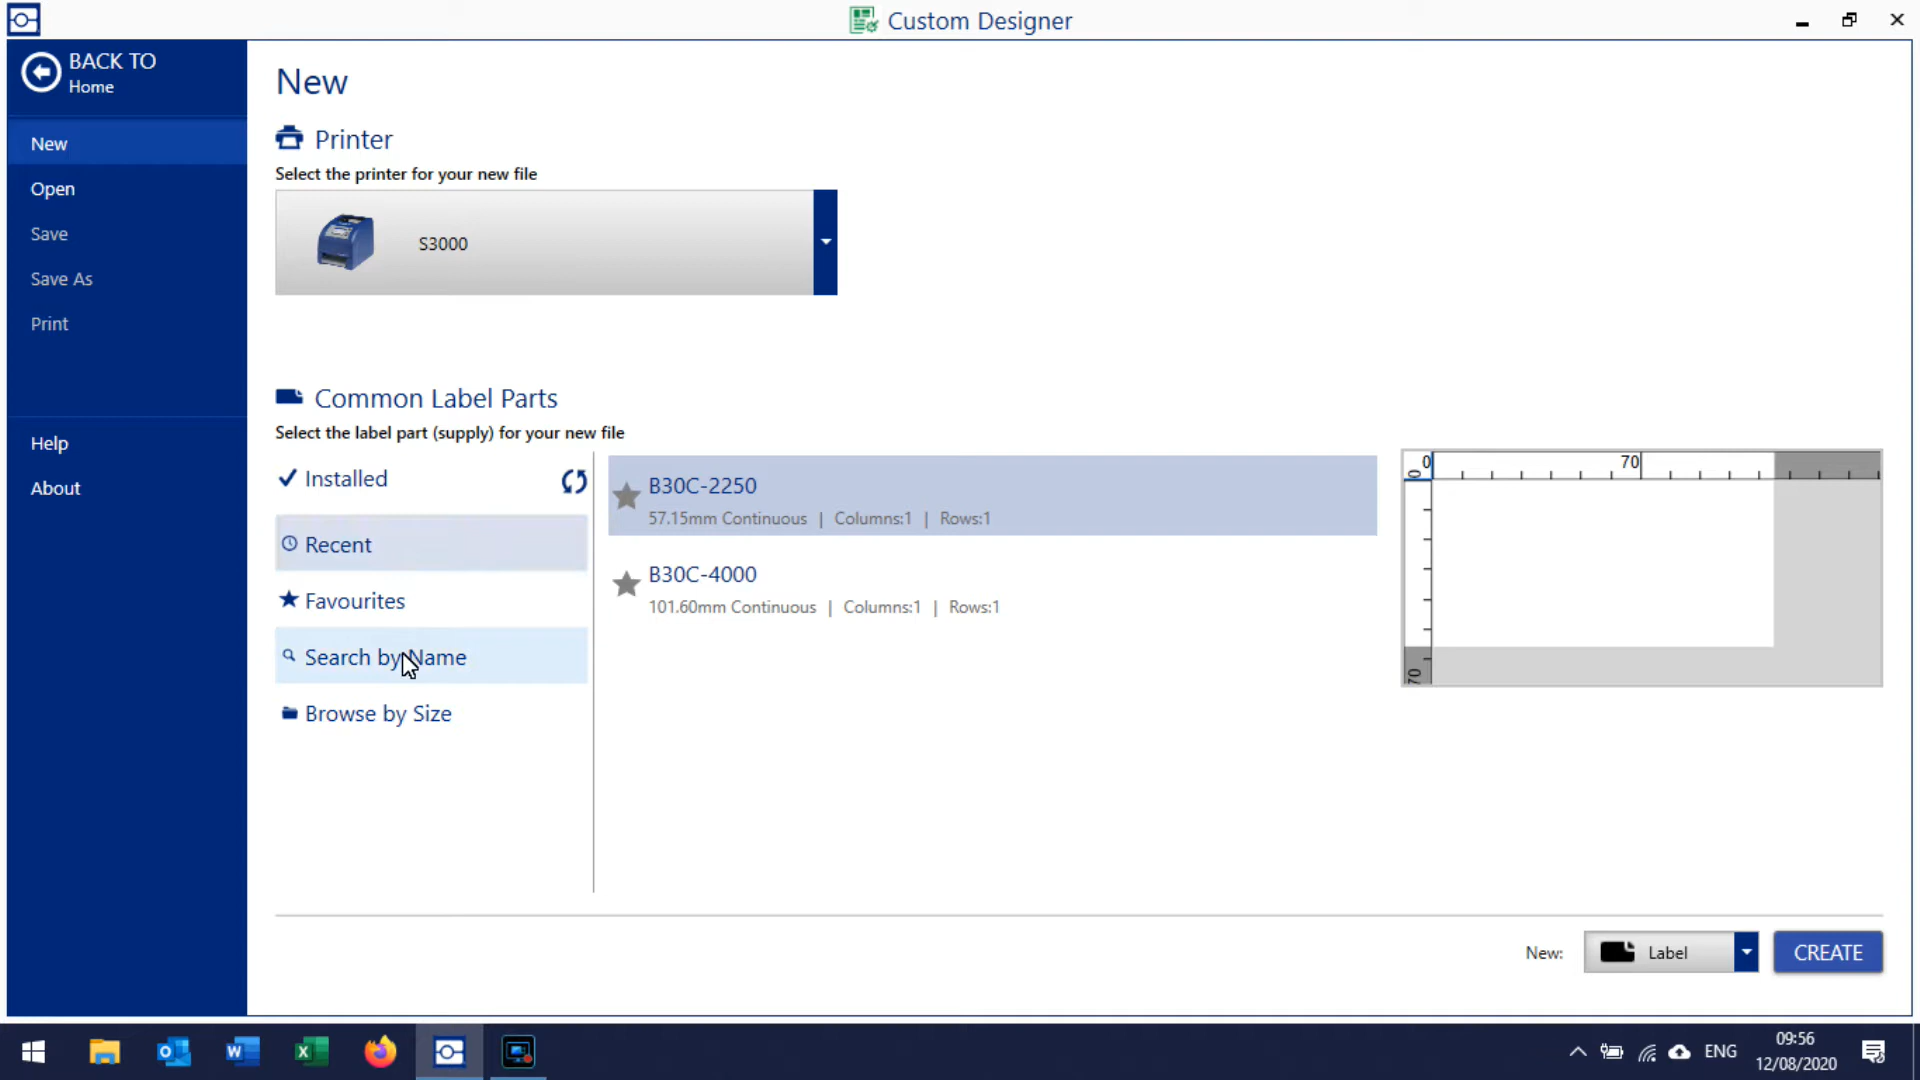 Custom Designer
BACK TO
Home
New
Open
Save
Save As
Print
Help
About
New
Printer
Select the printer for your new file
S3000
Common Label Parts
Select the label part (supply) for your new file
Installed
Recent
Favourites
Search by Name
Browse by Size
B30C-2250
57.15mm Continuous | Columns:1 | Rows:1
B30C-4000
101.60mm Continuous | Columns:1 | Rows:1
0 70
0
70
New: Label CREATE
ENG
09:56
12/08/2020